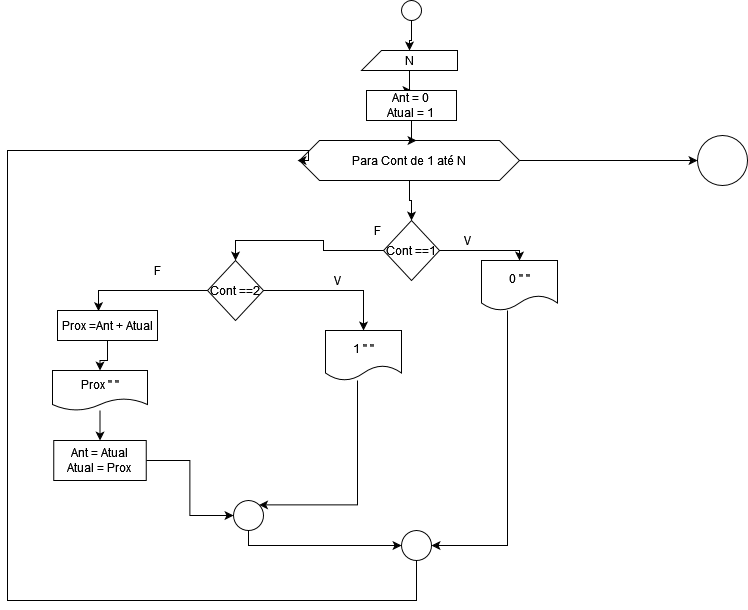 N
Ant = 0
Atual = 1
Para Cont de 1 até N
F
Cont ==1
V
0 " "
F
Cont ==2
V
Prox =Ant + Atual
1 " "
Prox " "
Ant = Atual
Atual = Prox